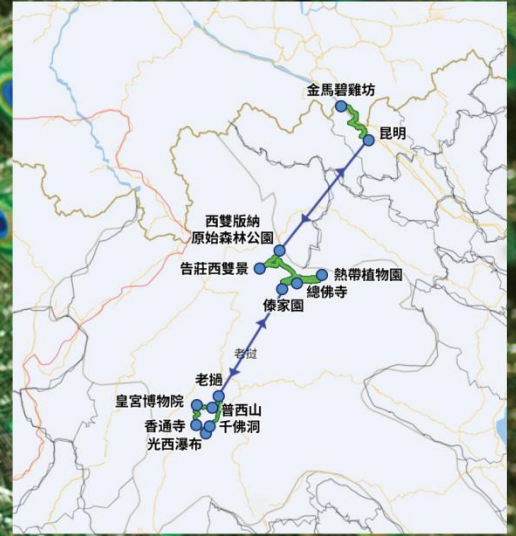 金馬碧雞坊
昆明
西雙版納
原始森林公園
告莊西雙景
熱帶植物園
總佛寺
傣家園
老挝
老撾
皇宮博物院
普西山
香通寺
千佛洞
光西瀑布